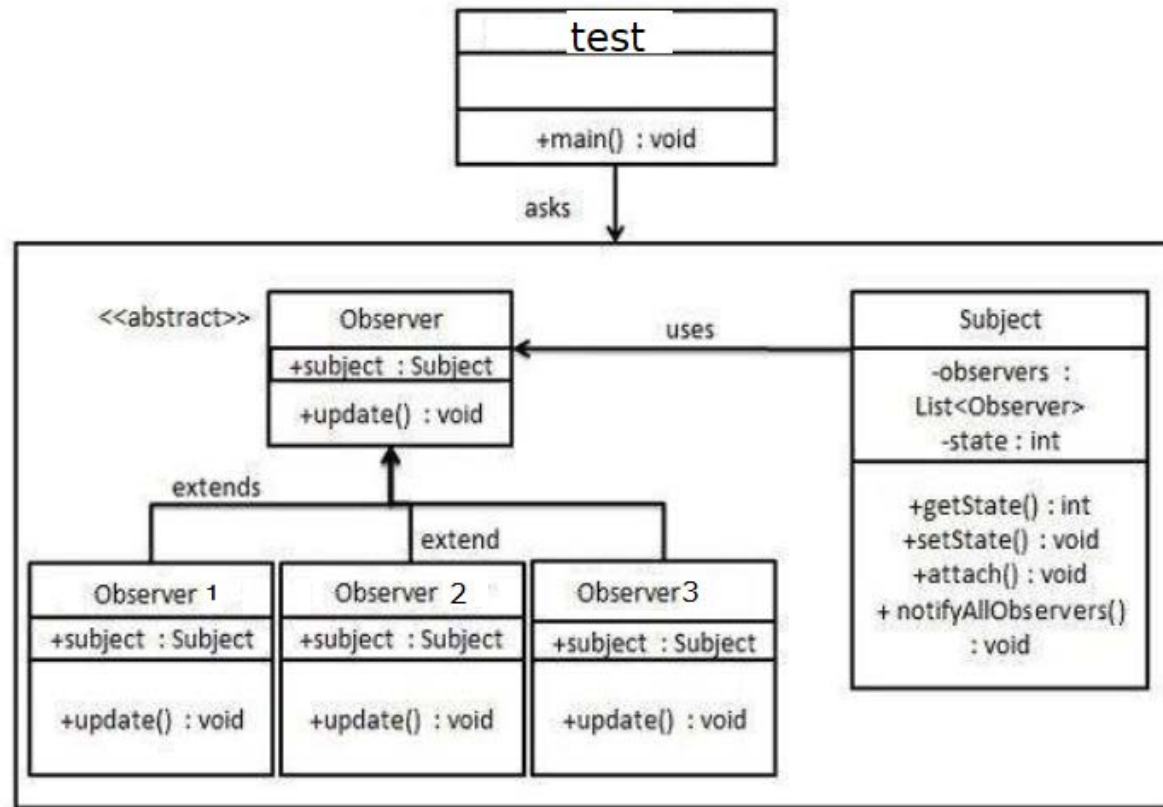 test
+main() : void
asks
<<abstract>>
Observer
+subject : Subject
+update() : void
uses
Subject
-observers :
List<Observer>
-state : int
+getState() : int
+setState() : void
+attach() : void
+ notifyAllObservers()
: void
extends
extend
Observer 1
+subject : Subject
+update() : void
Observer 2
+subject : Subject
+update() : void
Observer 3
+subject : Subject
+update() : void